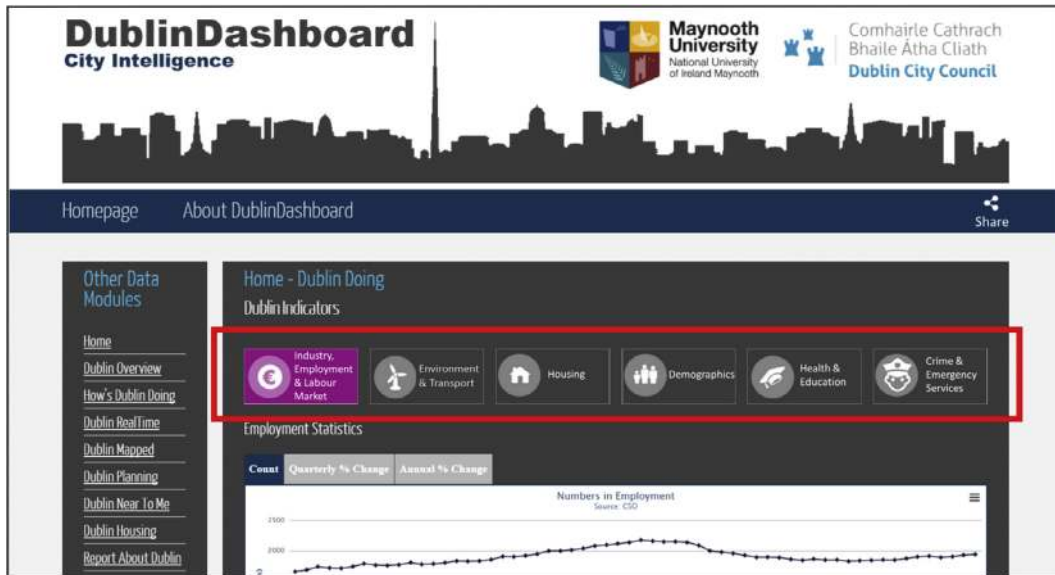 DublinDashboard
City Intelligence
Maynooth
University
National University
of Ireland Maynooth
Comhairle Cathrach
Bhaile Átha Cliath
Dublin City Council
Homepage
About DublinDashboard
Share
Other Data
Modules
Home
Dublin Overview
How's Dublin Doing
Dublin RealTime
Dublin Mapped
Dublin Planning
Dublin Near To Me
Dublin Housing
Report About Dublin
Home - Dublin Doing
Dublin Indicators
€
Industry,
Employment
& Labour
Market
Environment
& Transport
Housing
Demographics
Health &
Education
Crime &
Emergency
Services
Employment Statistics
Count
Quarterly % Change
Annual % Change
Numbers in Employment
Source: CSO
2500
2000